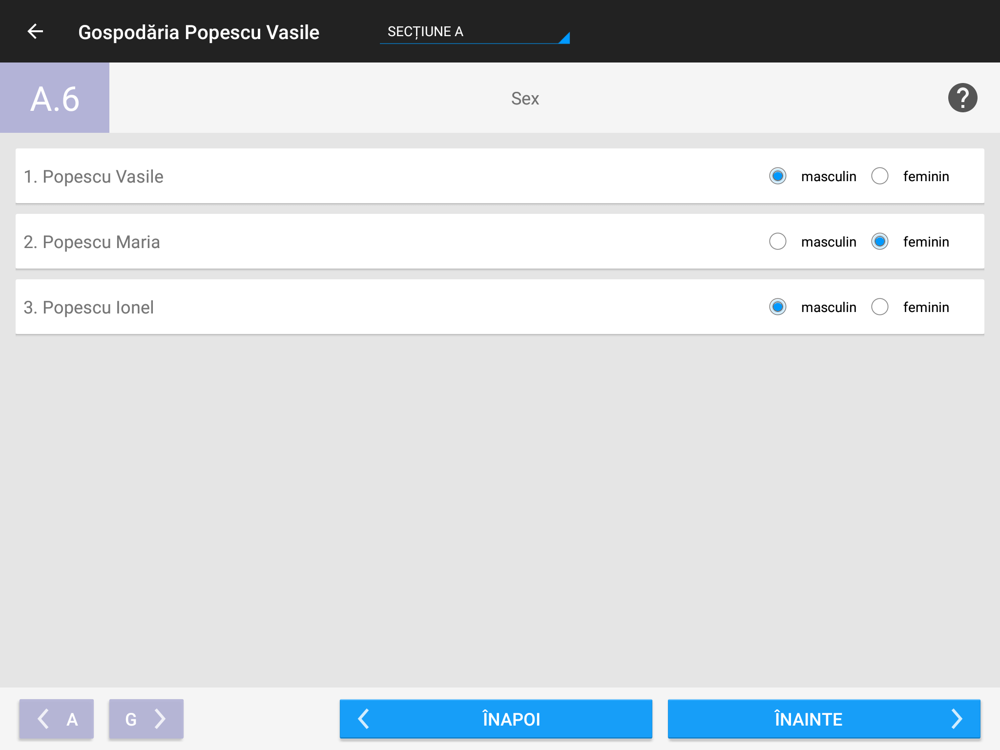 Gospodăria Popescu Vasile
SECȚIUNE A
A.6
Sex
1. Popescu Vasile
masculin
feminin
2. Popescu Maria
masculin
feminin
3. Popescu Ionel
masculin
feminin
A
G
ÎNAPOI
ÎNAINTE